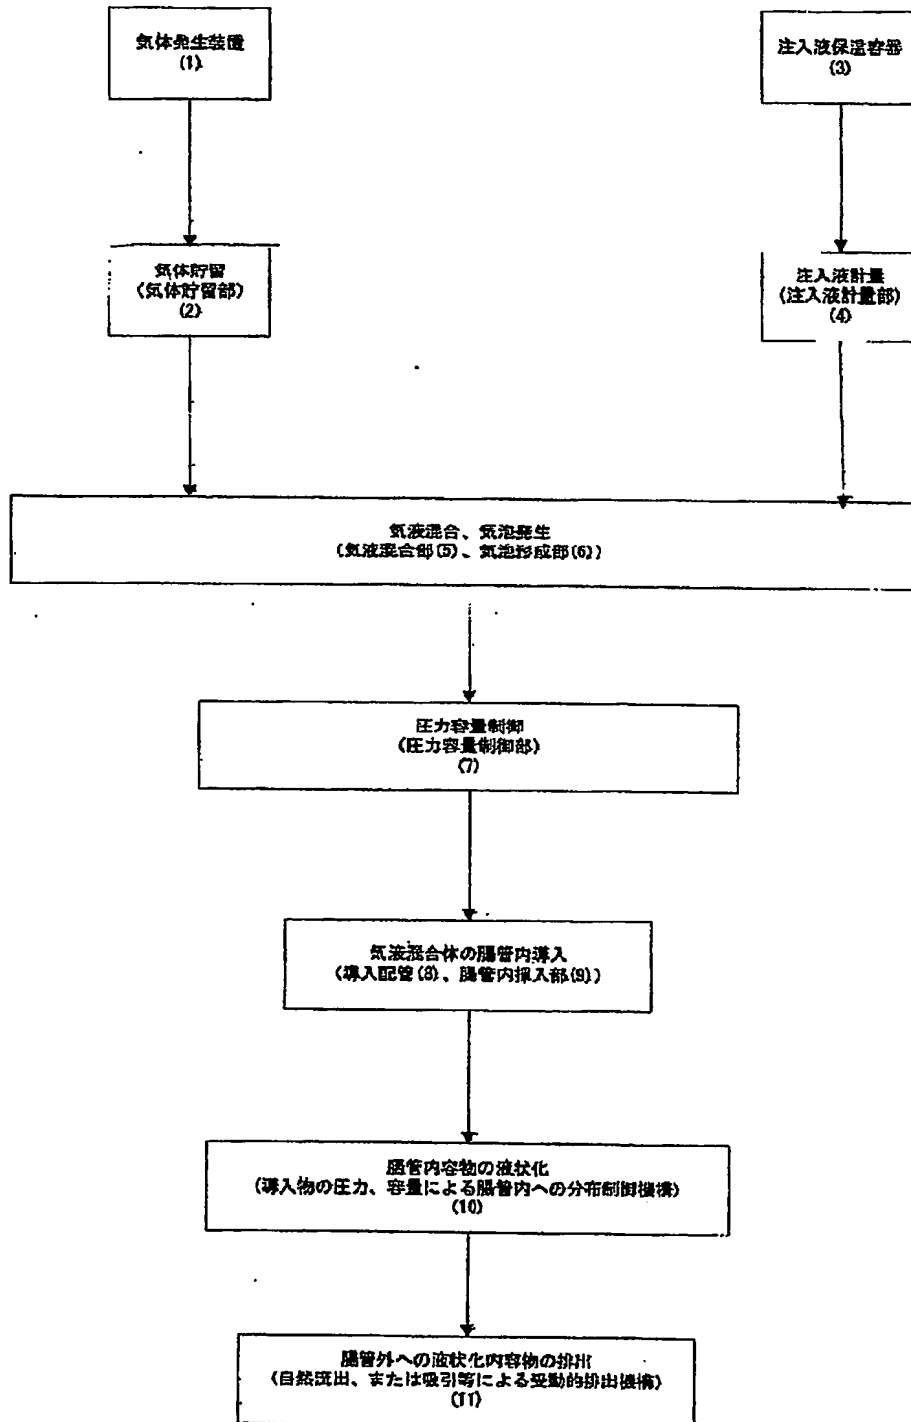 気体発生装置
(1)
注入液保温容器
(3)
気体貯留
(気体貯留部)
(2)
注入液計量
(注入液計量部)
(4)
気液混合、気泡発生
(気液混合部(5)、気泡形成部(6))
圧力容量制御
(圧力容量制御部)
(7)
気液混合体の腸管内導入
(導入配管(8)、腸管内挿入部(9))
腸管内容物の液状化
(導入物の圧力、容量による腸管内への分布制御機構)
(10)
腸管外への液状化内容物の排出
(自然流出、または吸引等による受動的排出機構)
(11)